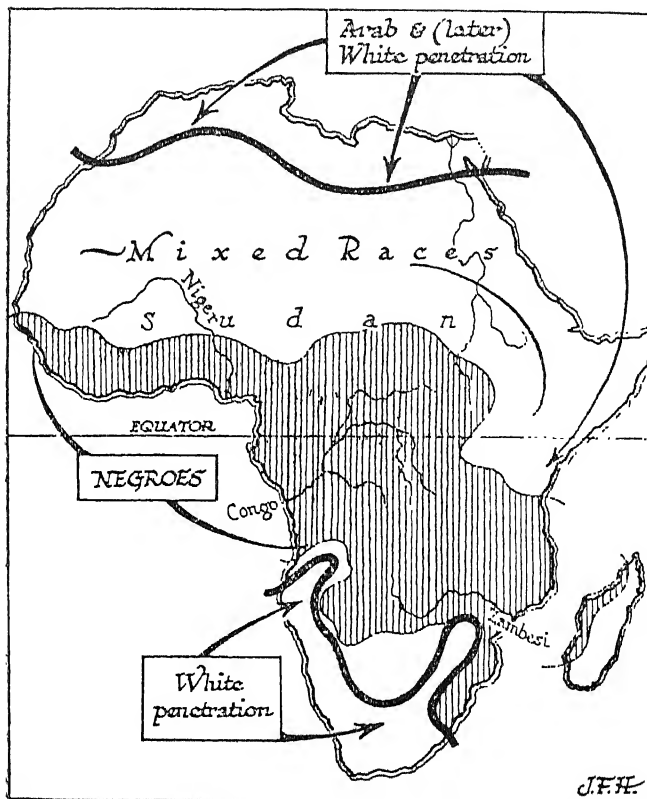 Arab & (later)
White penetration
Mixed Races
Sudan
Niger
EQUATOR
NEGROES
Congo
Zambesi
White
penetration
J.F.H.